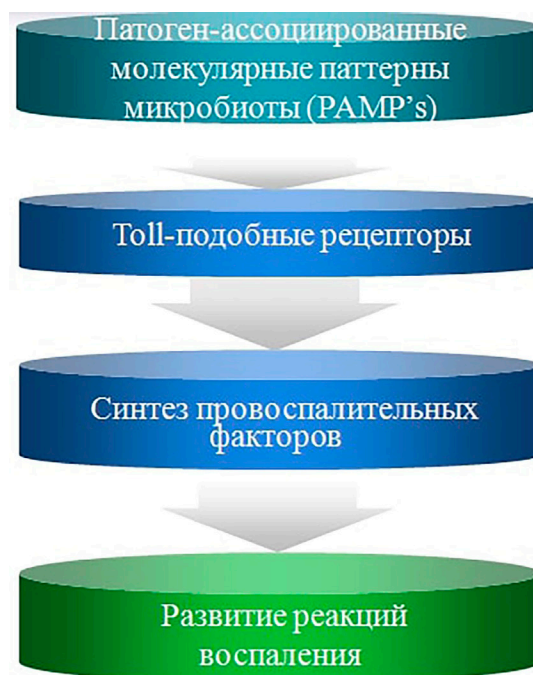 Патоген-ассоциированные
молекулярные паттерны
микробиоты (PAMP’s)
Toll-подобные рецепторы
Синтез провоспалительных
факторов
Развитие реакций
воспаления